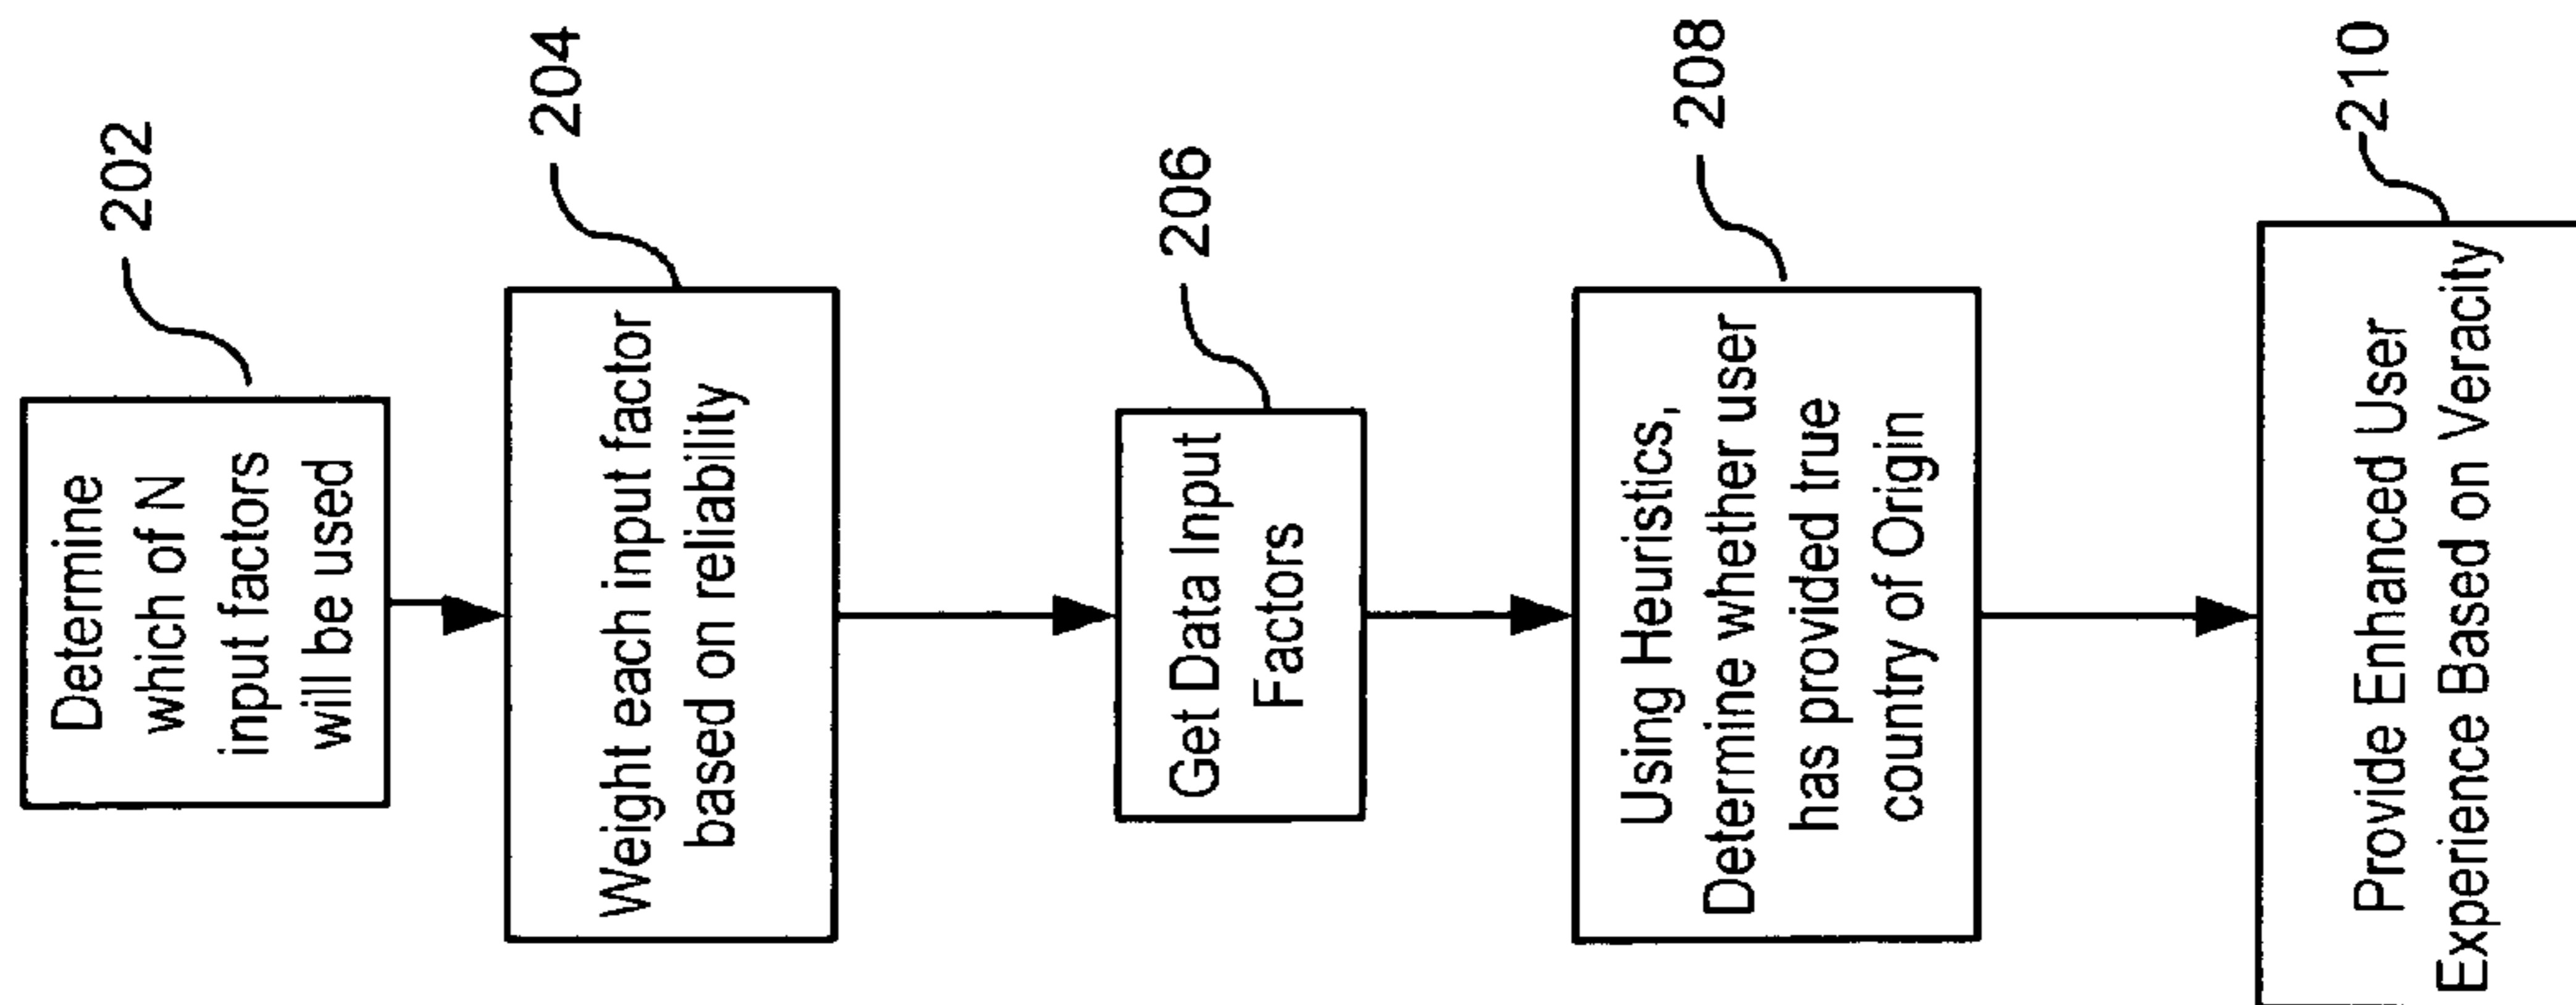 Determine
which of N
input factors
will be used
202
Weight each input factor
based on reliability
204
Get Data Input
Factors
206
Using Heuristics,
Determine whether user
has provided true
country of Origin
208
Provide Enhanced User
Experience Based on Veracity
210